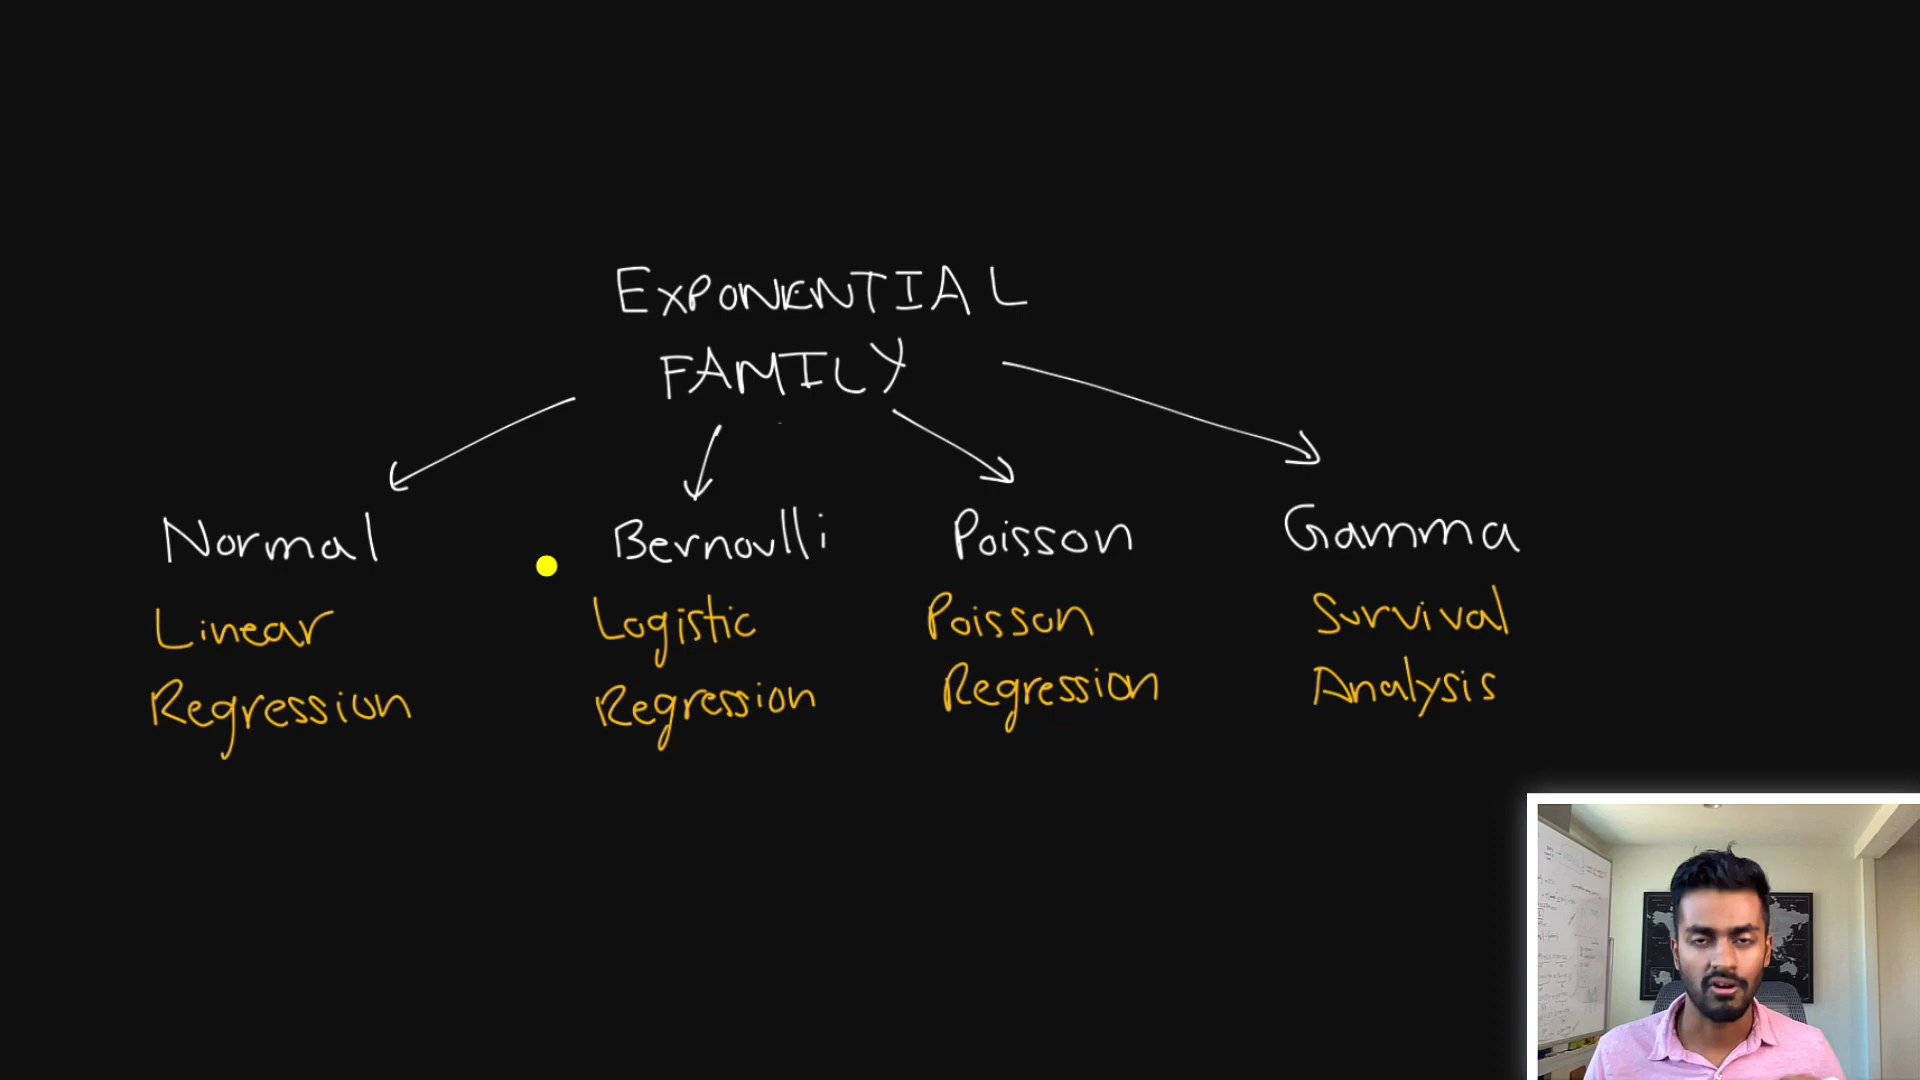 EXPONENTIAL
FAMILY
Normal Bernoulli Poisson Gamma
Linear Logistic Poisson Survival
Regression Regression Regression Analysis